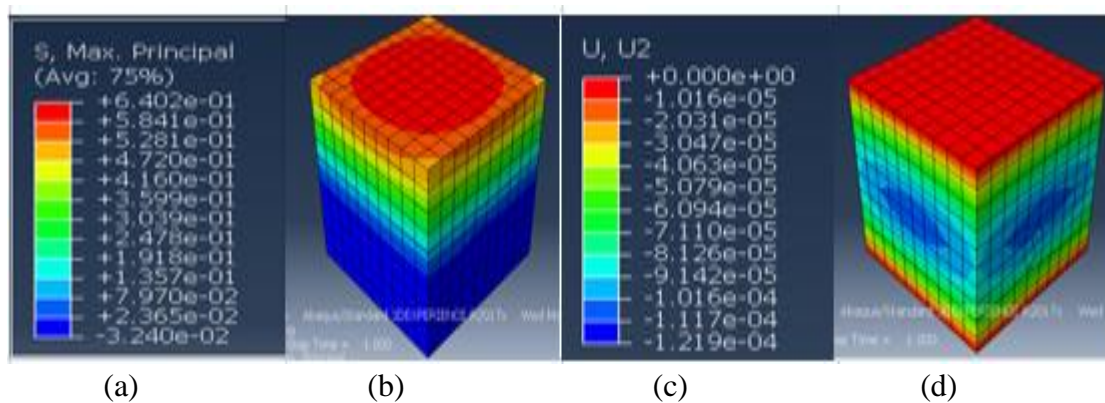 S, Max. Principal
(Avg: 75%)
+6.402e-01
+5.841e-01
+5.281e-01
+4.720e-01
+4.160e-01
+3.599e-01
+3.039e-01
+2.478e-01
+1.918e-01
+1.357e-01
+7.970e-02
+2.365e-02
-3.240e-02
U, U2
+0.000e+00
-1.016e-05
-2.031e-05
-3.047e-05
-4.063e-05
-5.079e-05
-6.094e-05
-7.110e-05
-8.126e-05
-9.142e-05
-1.016e-04
-1.117e-04
-1.219e-04
(a)
(b)
(c)
(d)